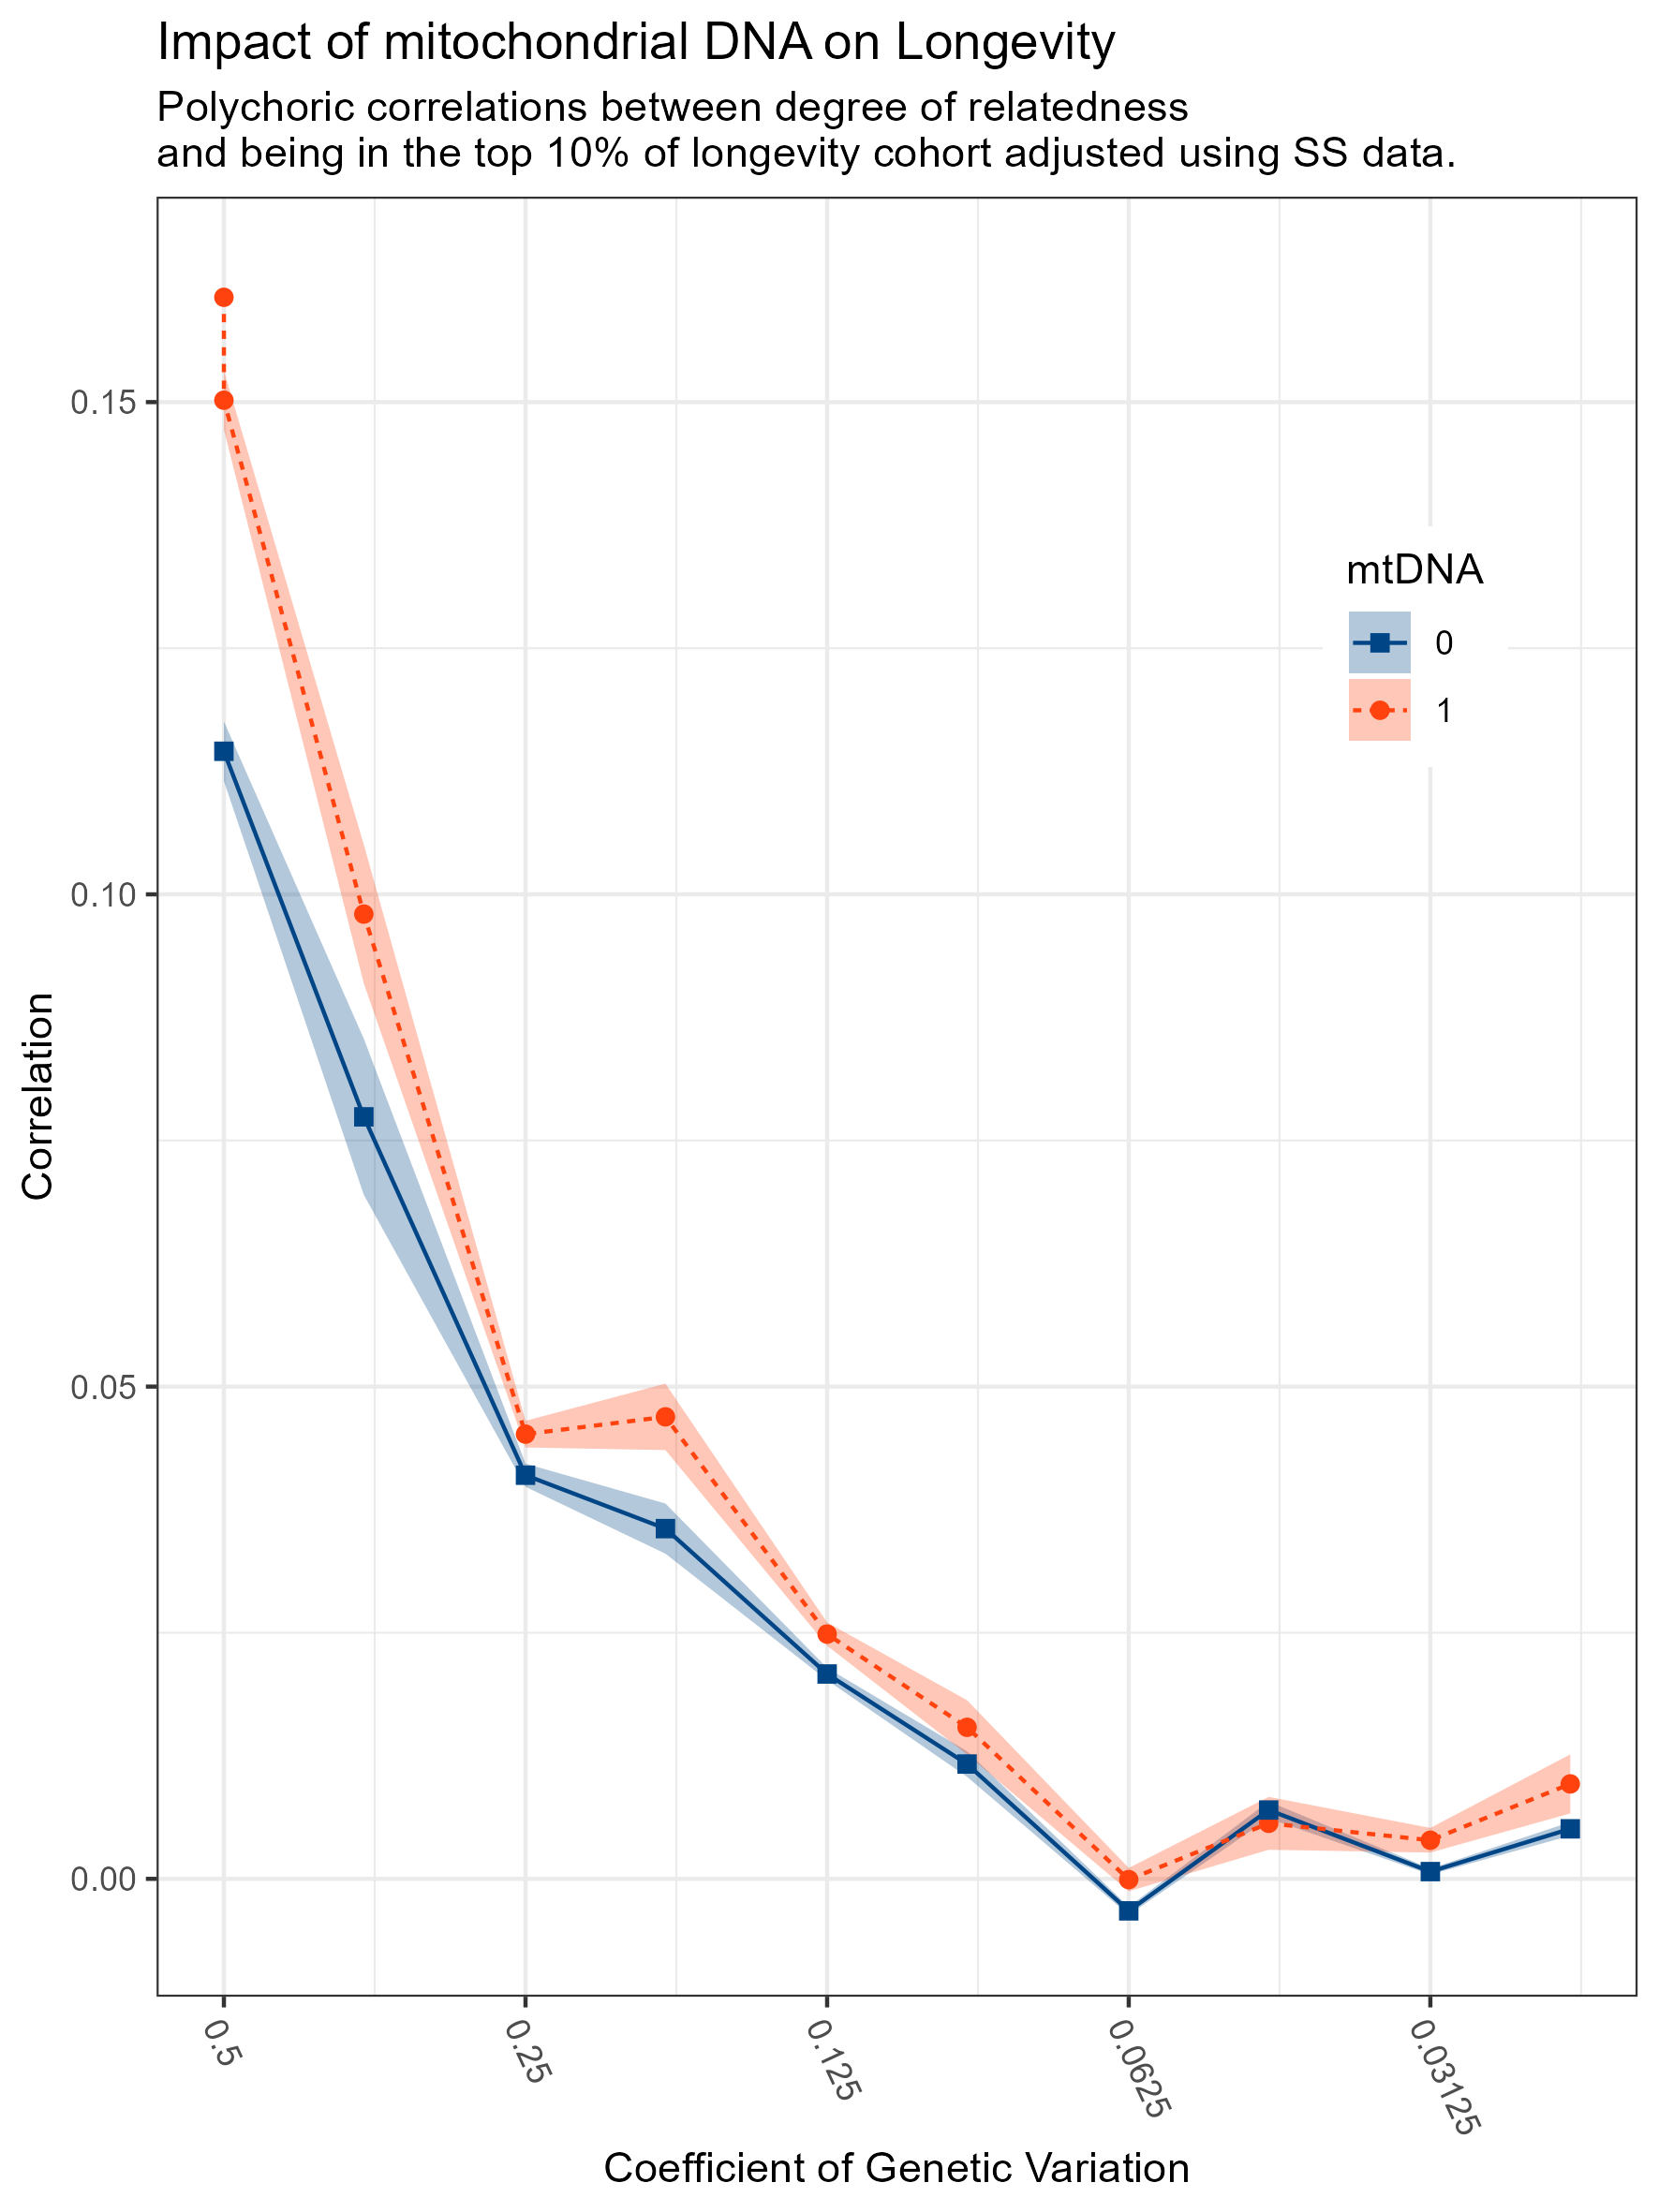 Impact of mitochondrial DNA on Longevity
Polychoric correlations between degree of relatedness
and being in the top 10% of longevity cohort adjusted using SS data.
0.15
0.10
0.05
0.00
Correlation
mtDNA
0
1
0.5
0.25
0.125
0.0625
0.03125
Coefficient of Genetic Variation